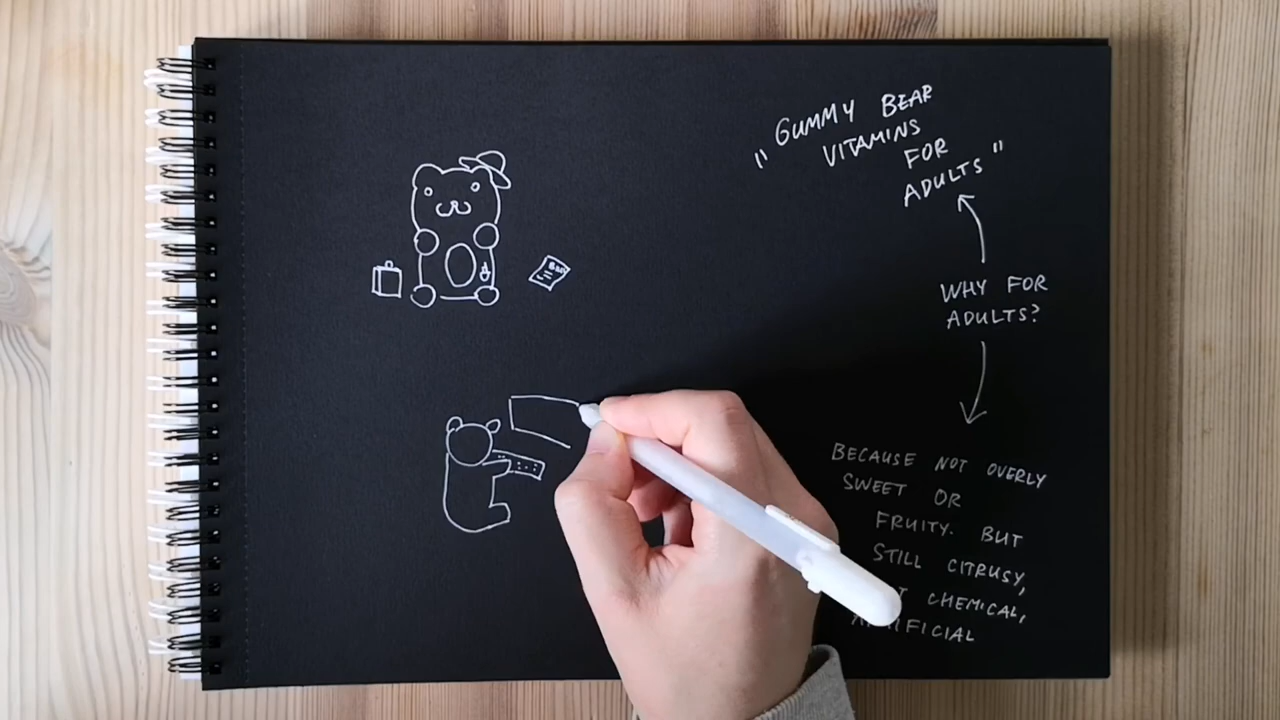 „GUMMY BEAR
VITAMINS
FOR
ADULTS"
WHY FOR
ADULTS?
BECAUSE NOT OVERLY
SWEET OR
FRUITY. BUT
STILL CITRUSY,
CHEMICAL,